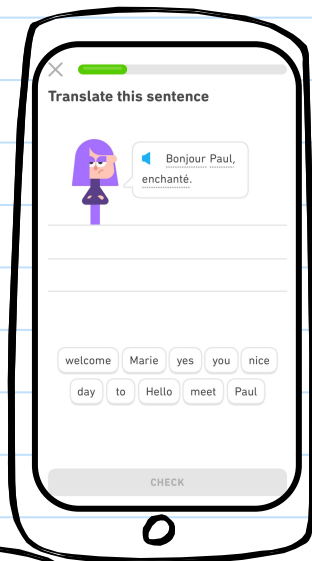 Translate this sentence
Bonjour Paul,
enchanté.
welcome Marie yes you nice
day to Hello meet Paul
CHECK